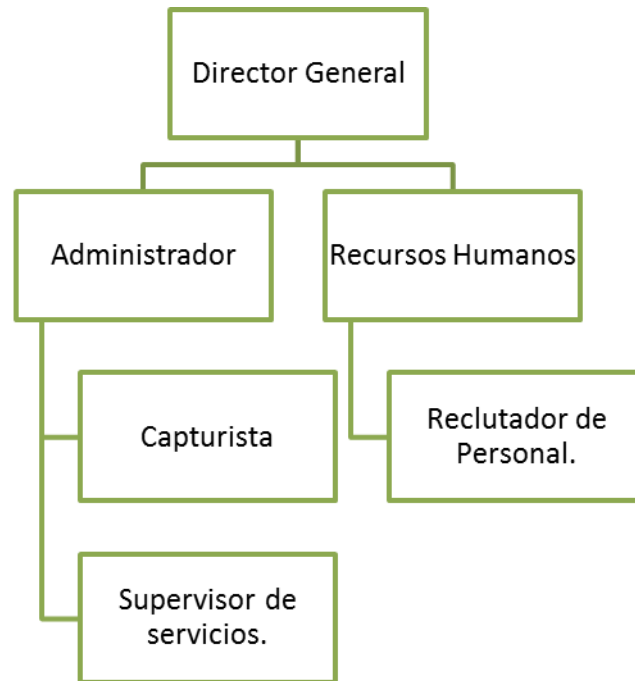 Director General
Administrador
Recursos Humanos
Capturista
Reclutador de
Personal.
Supervisor de
servicios.